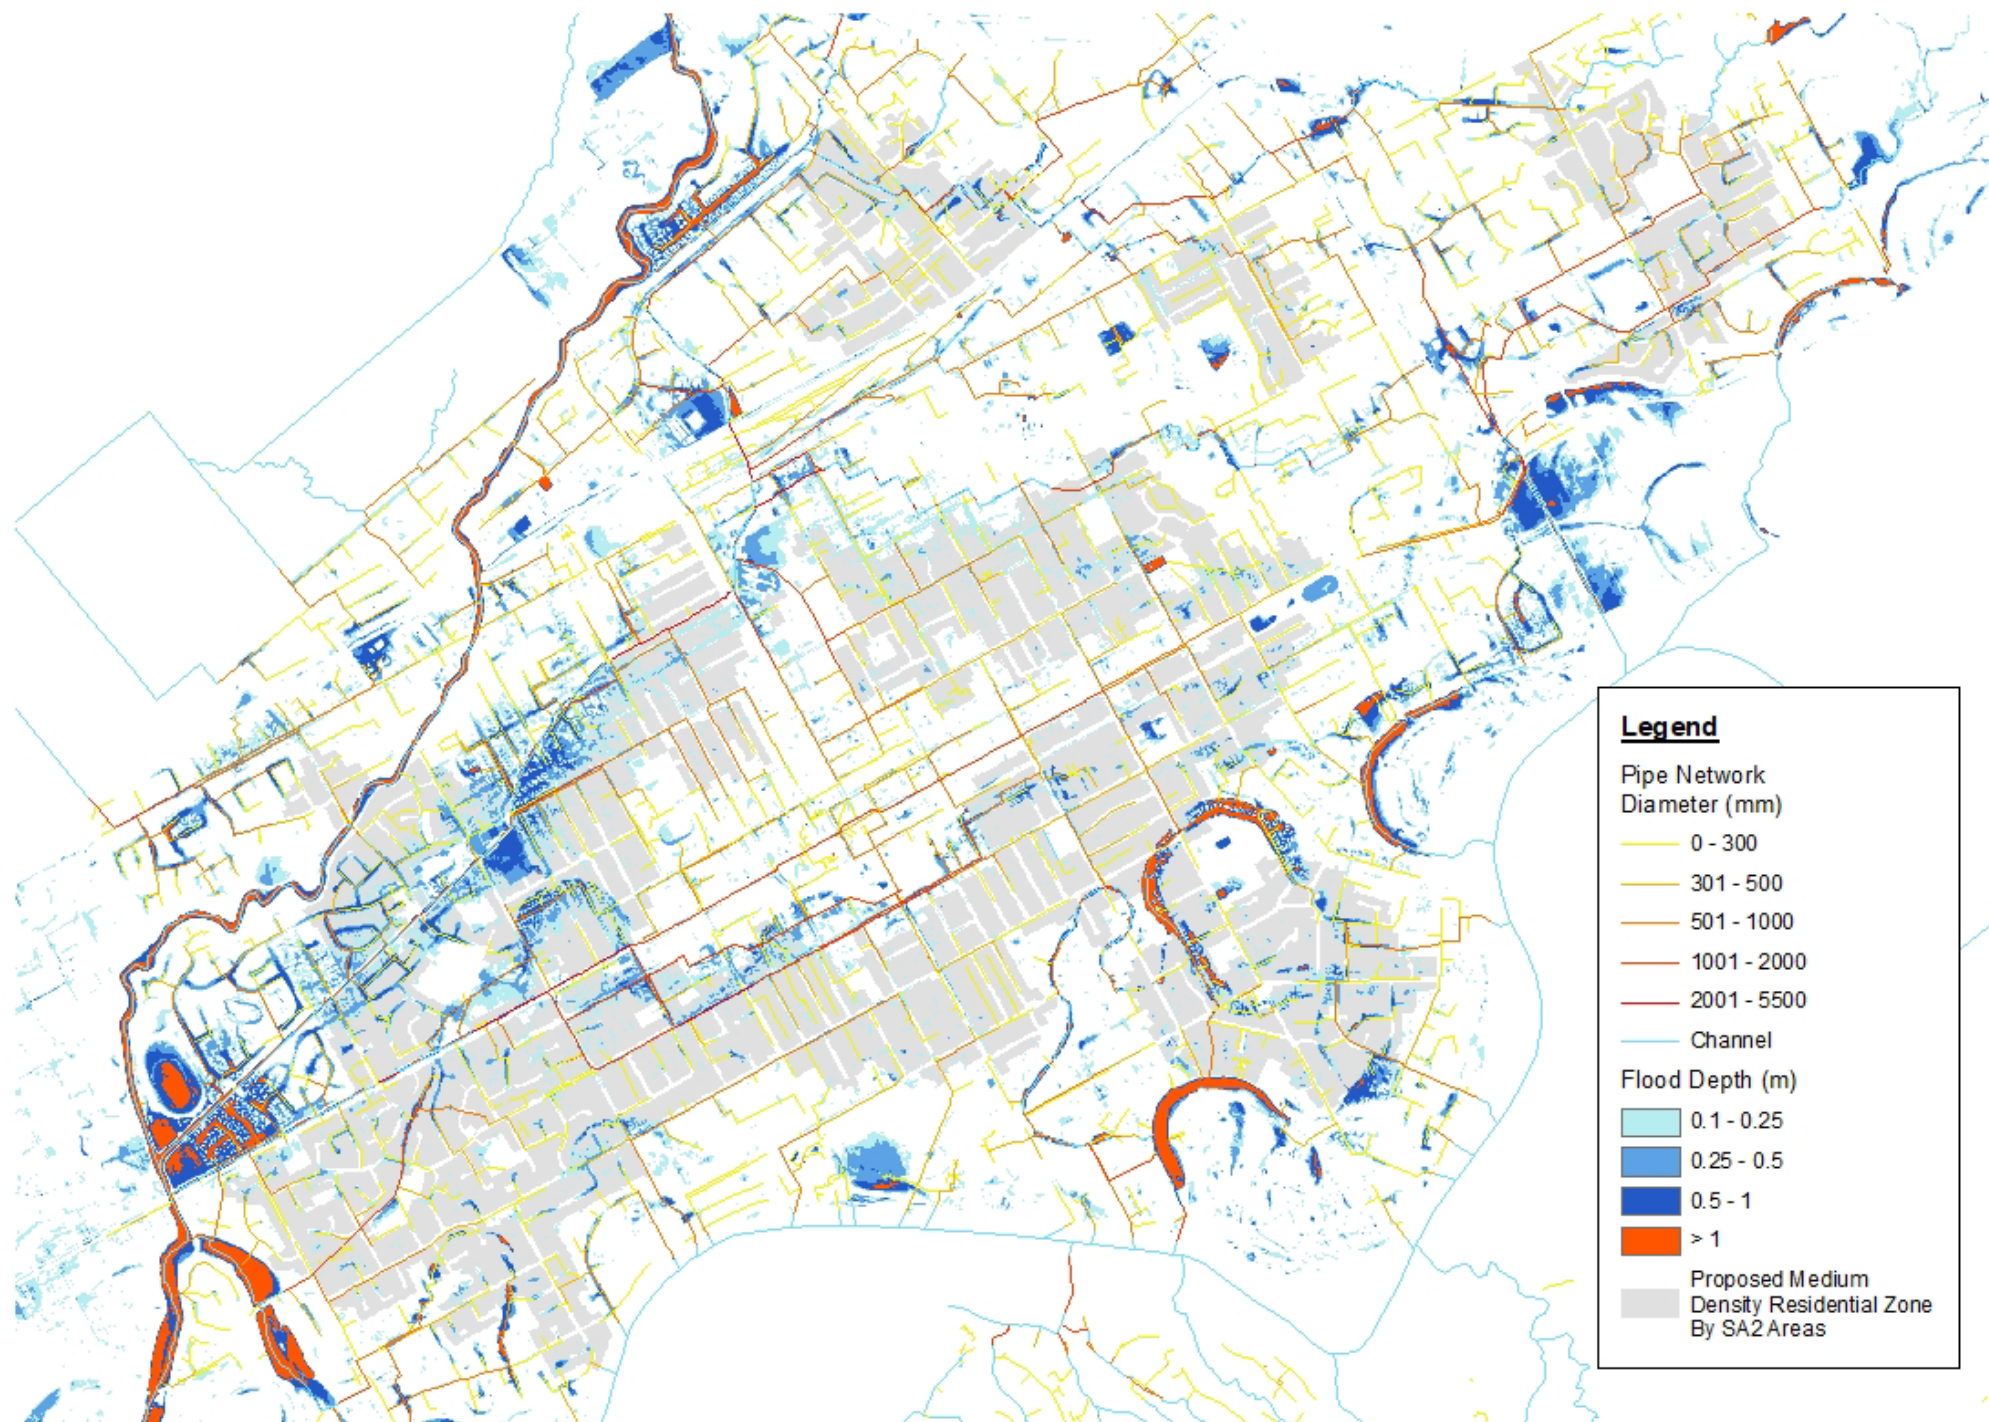 Legend
Pipe Network
Diameter (mm)
0 - 300
301 - 500
501 - 1000
1001 - 2000
2001 - 5500
Channel
Flood Depth (m)
0.1 - 0.25
0.25 - 0.5
0.5 - 1
> 1
Proposed Medium
Density Residential Zone
By SA2 Areas